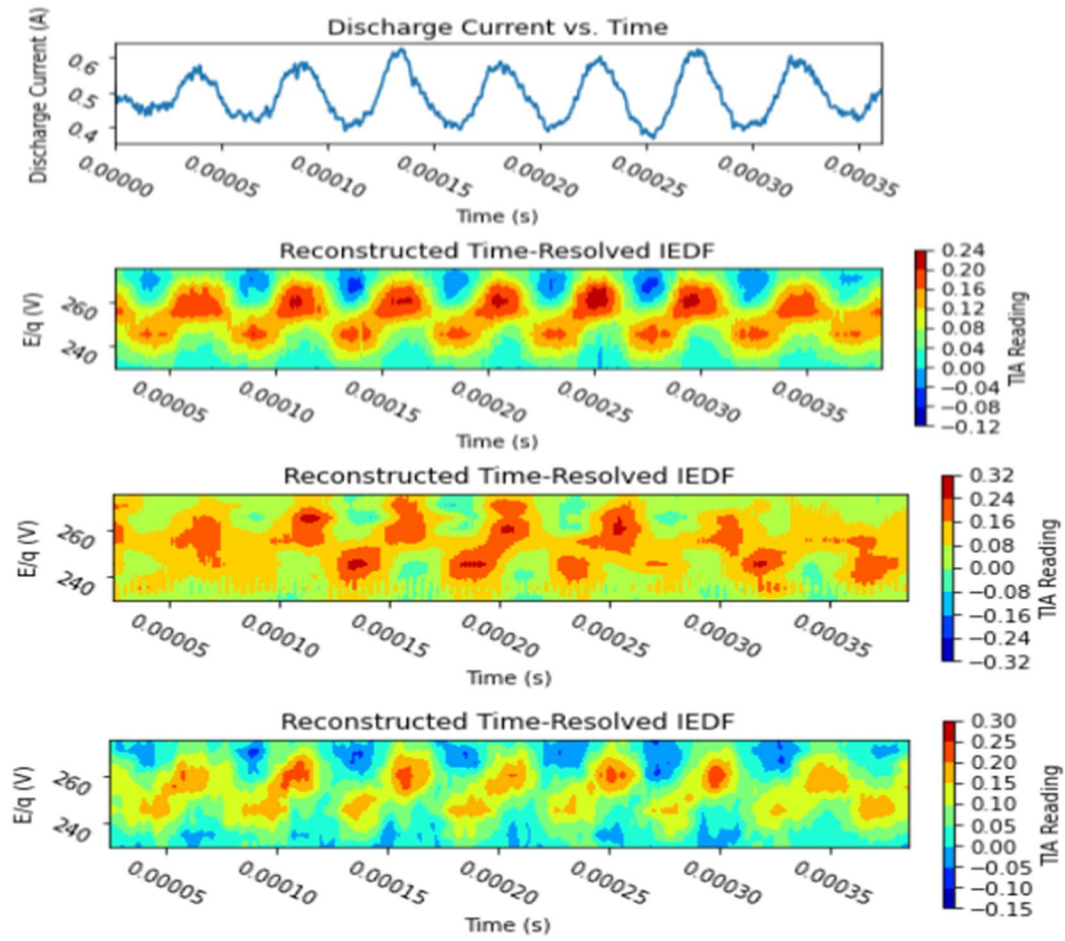 Discharge Current vs. Time
Discharge Current (A)
0.6
0.5
0.4
0.00000 0.00005 0.00010 0.00015 0.00020 0.00025 0.00030 0.00035
Time (s)
Reconstructed Time-Resolved IEDF
E/q (V)
260
240
0.00005 0.00010 0.00015 0.00020 0.00025 0.00030 0.00035
Time (s)
0.24
0.20
0.16
0.12
0.08
0.04
0.00
−0.04
−0.08
−0.12
TIA Reading
Reconstructed Time-Resolved IEDF
E/q (V)
260
240
0.00005 0.00010 0.00015 0.00020 0.00025 0.00030 0.00035
Time (s)
0.32
0.24
0.16
0.08
0.00
−0.08
−0.16
−0.24
−0.32
TIA Reading
Reconstructed Time-Resolved IEDF
E/q (V)
260
240
0.00005 0.00010 0.00015 0.00020 0.00025 0.00030 0.00035
Time (s)
0.30
0.25
0.20
0.15
0.10
0.05
0.00
−0.05
−0.10
−0.15
TIA Reading